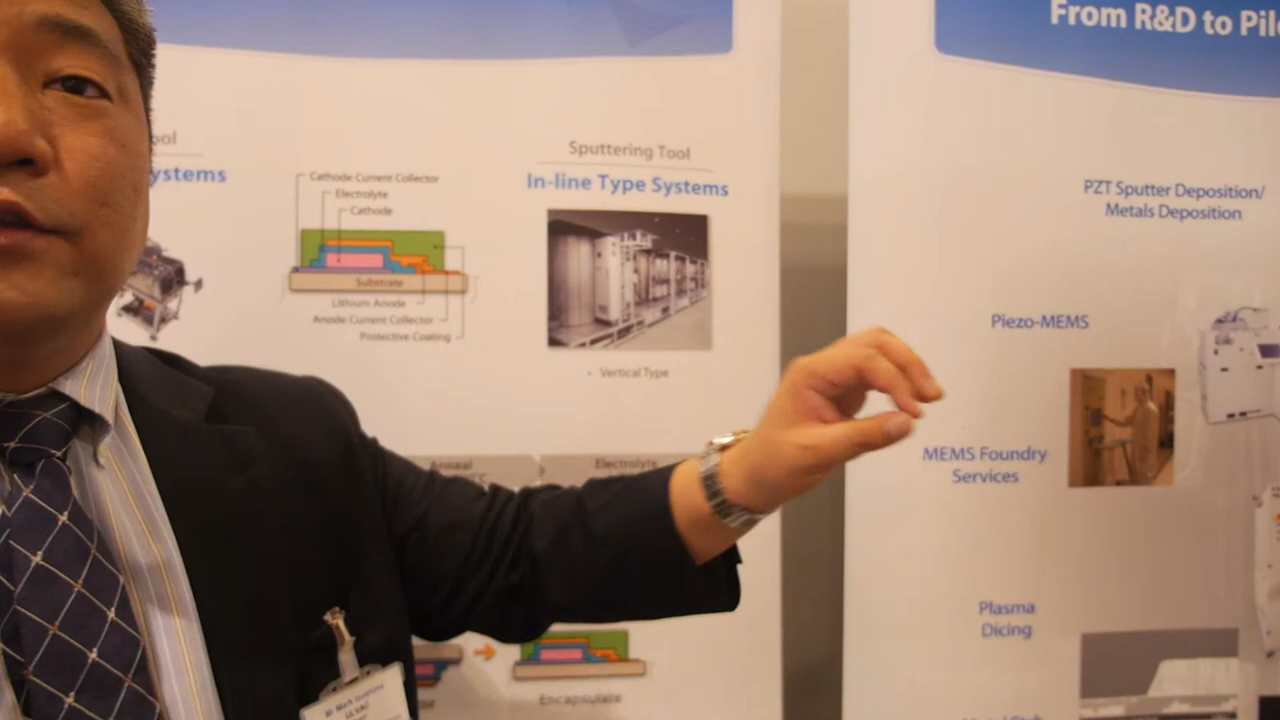 From R&D to
ystems
Sputtering Tool
In-line Type Systems
Cathode Current Collector
Electrolyte
Cathode
Substrate
Lithium Anode
Anode Current Collector
Protective Coating
• Vertical Type
Anneal
Electrolyte
Encapsulate
PZT Sputter Deposition/
Metals Deposition
Piezo-MEMS
MEMS Foundry
Services
Plasma
Dicing
ULVAC